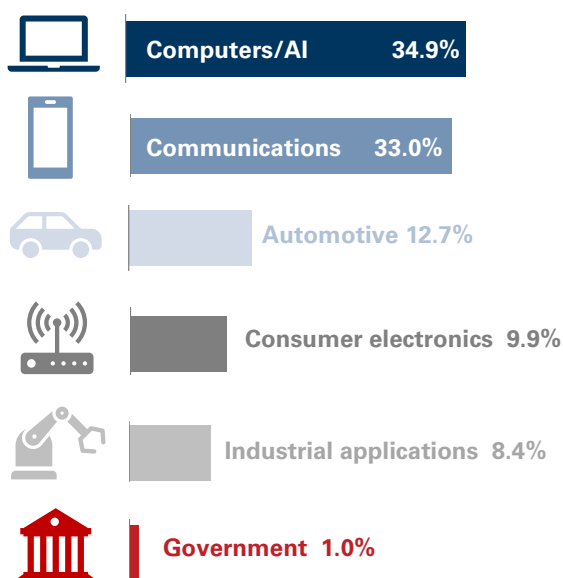 Computers/AI 34.9%
Communications 33.0%
Automotive 12.7%
Consumer electronics 9.9%
Industrial applications 8.4%
Government 1.0%